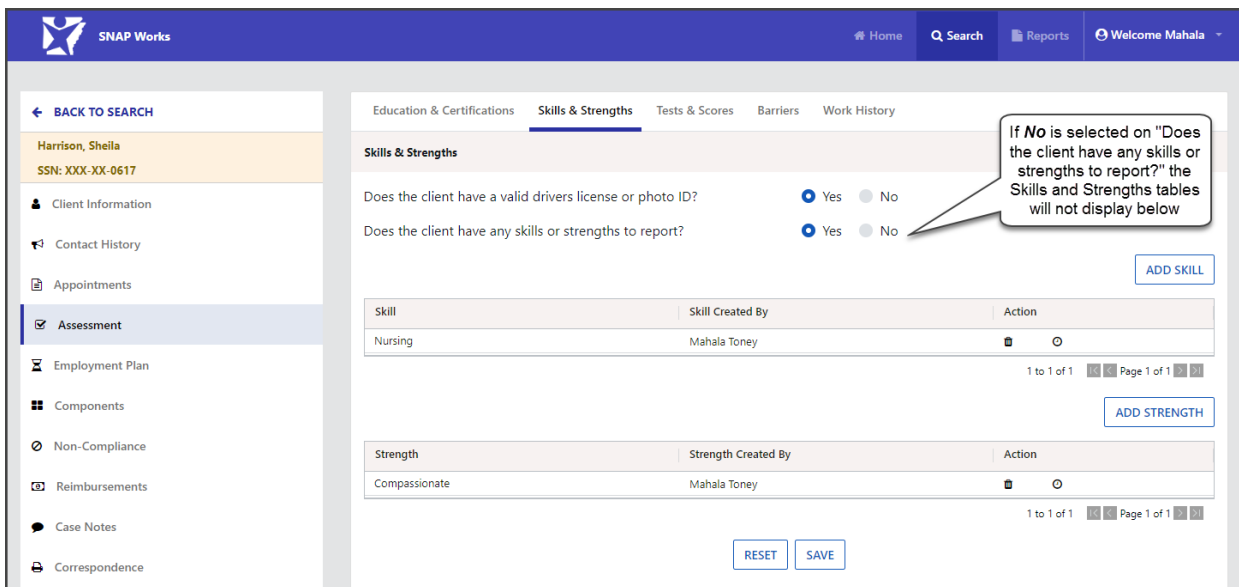 SNAP Works
Home
Search
Reports
Welcome Mahala
BACK TO SEARCH
Harrison, Sheila
SSN: XXX-XX-0617
Client Information
Contact History
Appointments
Assessment
Employment Plan
Components
Non-Compliance
Reimbursements
Case Notes
Correspondence
Education & Certifications Skills & Strengths Tests & Scores Barriers Work History
Skills & Strengths
If No is selected on "Does
the client have any skills or
strengths to report?" the
Skills and Strengths tables
will not display below
Does the client have a valid drivers license or photo ID? Yes No
Does the client have any skills or strengths to report? Yes No
ADD SKILL
Skill Skill Created By Action
Nursing Mahala Toney
1 to 1 of 1 Page 1 of 1
ADD STRENGTH
Strength Strength Created By Action
Compassionate Mahala Toney
1 to 1 of 1 Page 1 of 1
RESET SAVE